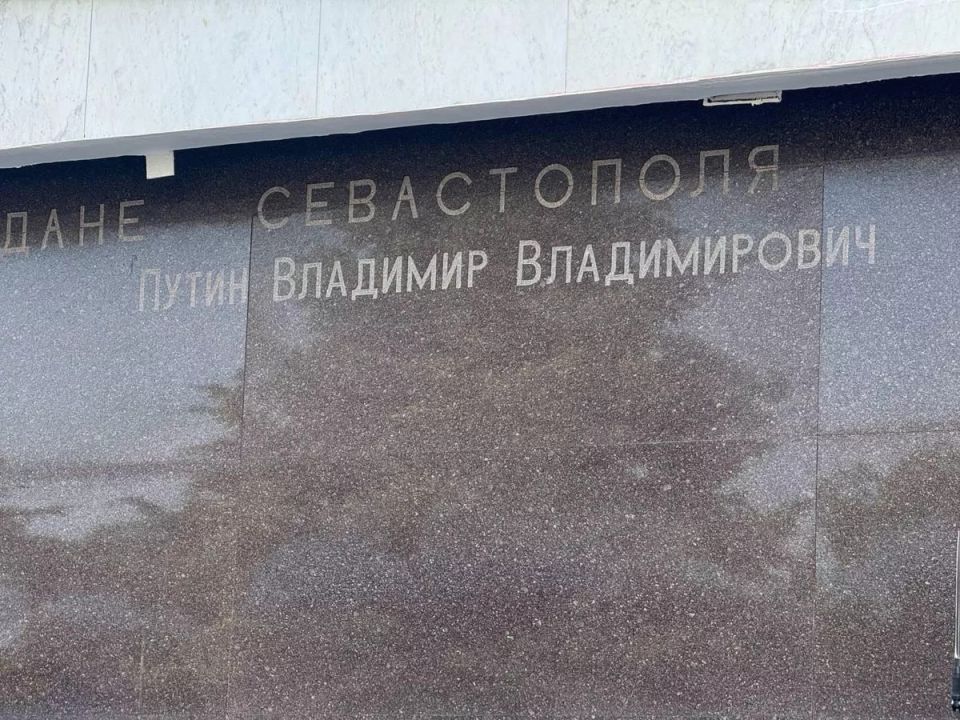 ДАНЕ СЕВАСТОПОЛЯ
Путин Владимир Владимирович